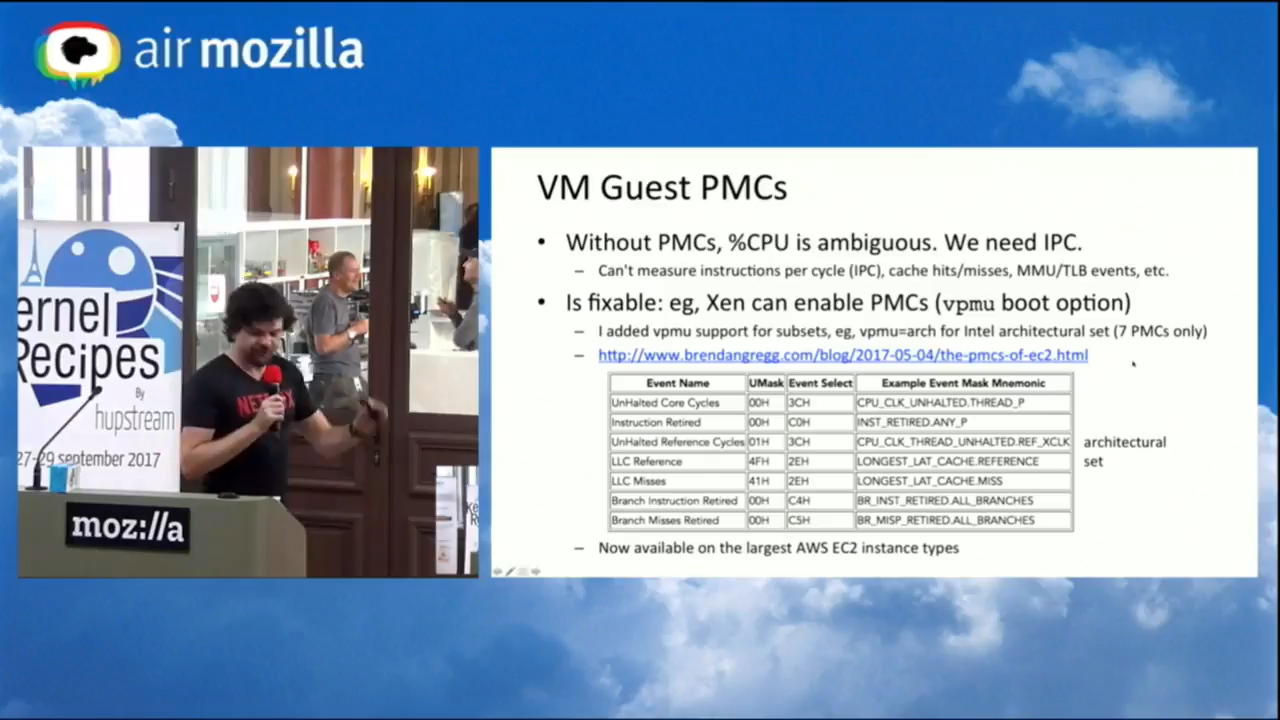 air mozilla
ernel
Recipes
By
hupstream
27-29 september 2017
moz://a
VM Guest PMCs
• Without PMCs, %CPU is ambiguous. We need IPC.
– Can't measure instructions per cycle (IPC), cache hits/misses, MMU/TLB events, etc.
• Is fixable: eg, Xen can enable PMCs (vpmu boot option)
– I added vpmu support for subsets, eg, vpmu=arch for Intel architectural set (7 PMCs only)
– http://www.brendangregg.com/blog/2017-05-04/the-pmcs-of-ec2.html
Event Name UMask Event Select Example Event Mask Mnemonic
UnHalted Core Cycles 00H 3CH CPU_CLK_UNHALTED.THREAD_P
Instruction Retired 00H C0H INST_RETIRED.ANY_P
UnHalted Reference Cycles 01H 3CH CPU_CLK_THREAD_UNHALTED.REF_XCLK
LLC Reference 4FH 2EH LONGEST_LAT_CACHE.REFERENCE
LLC Misses 41H 2EH LONGEST_LAT_CACHE.MISS
Branch Instruction Retired 00H C4H BR_INST_RETIRED.ALL_BRANCHES
Branch Misses Retired 00H C5H BR_MISP_RETIRED.ALL_BRANCHES
architectural
set
– Now available on the largest AWS EC2 instance types